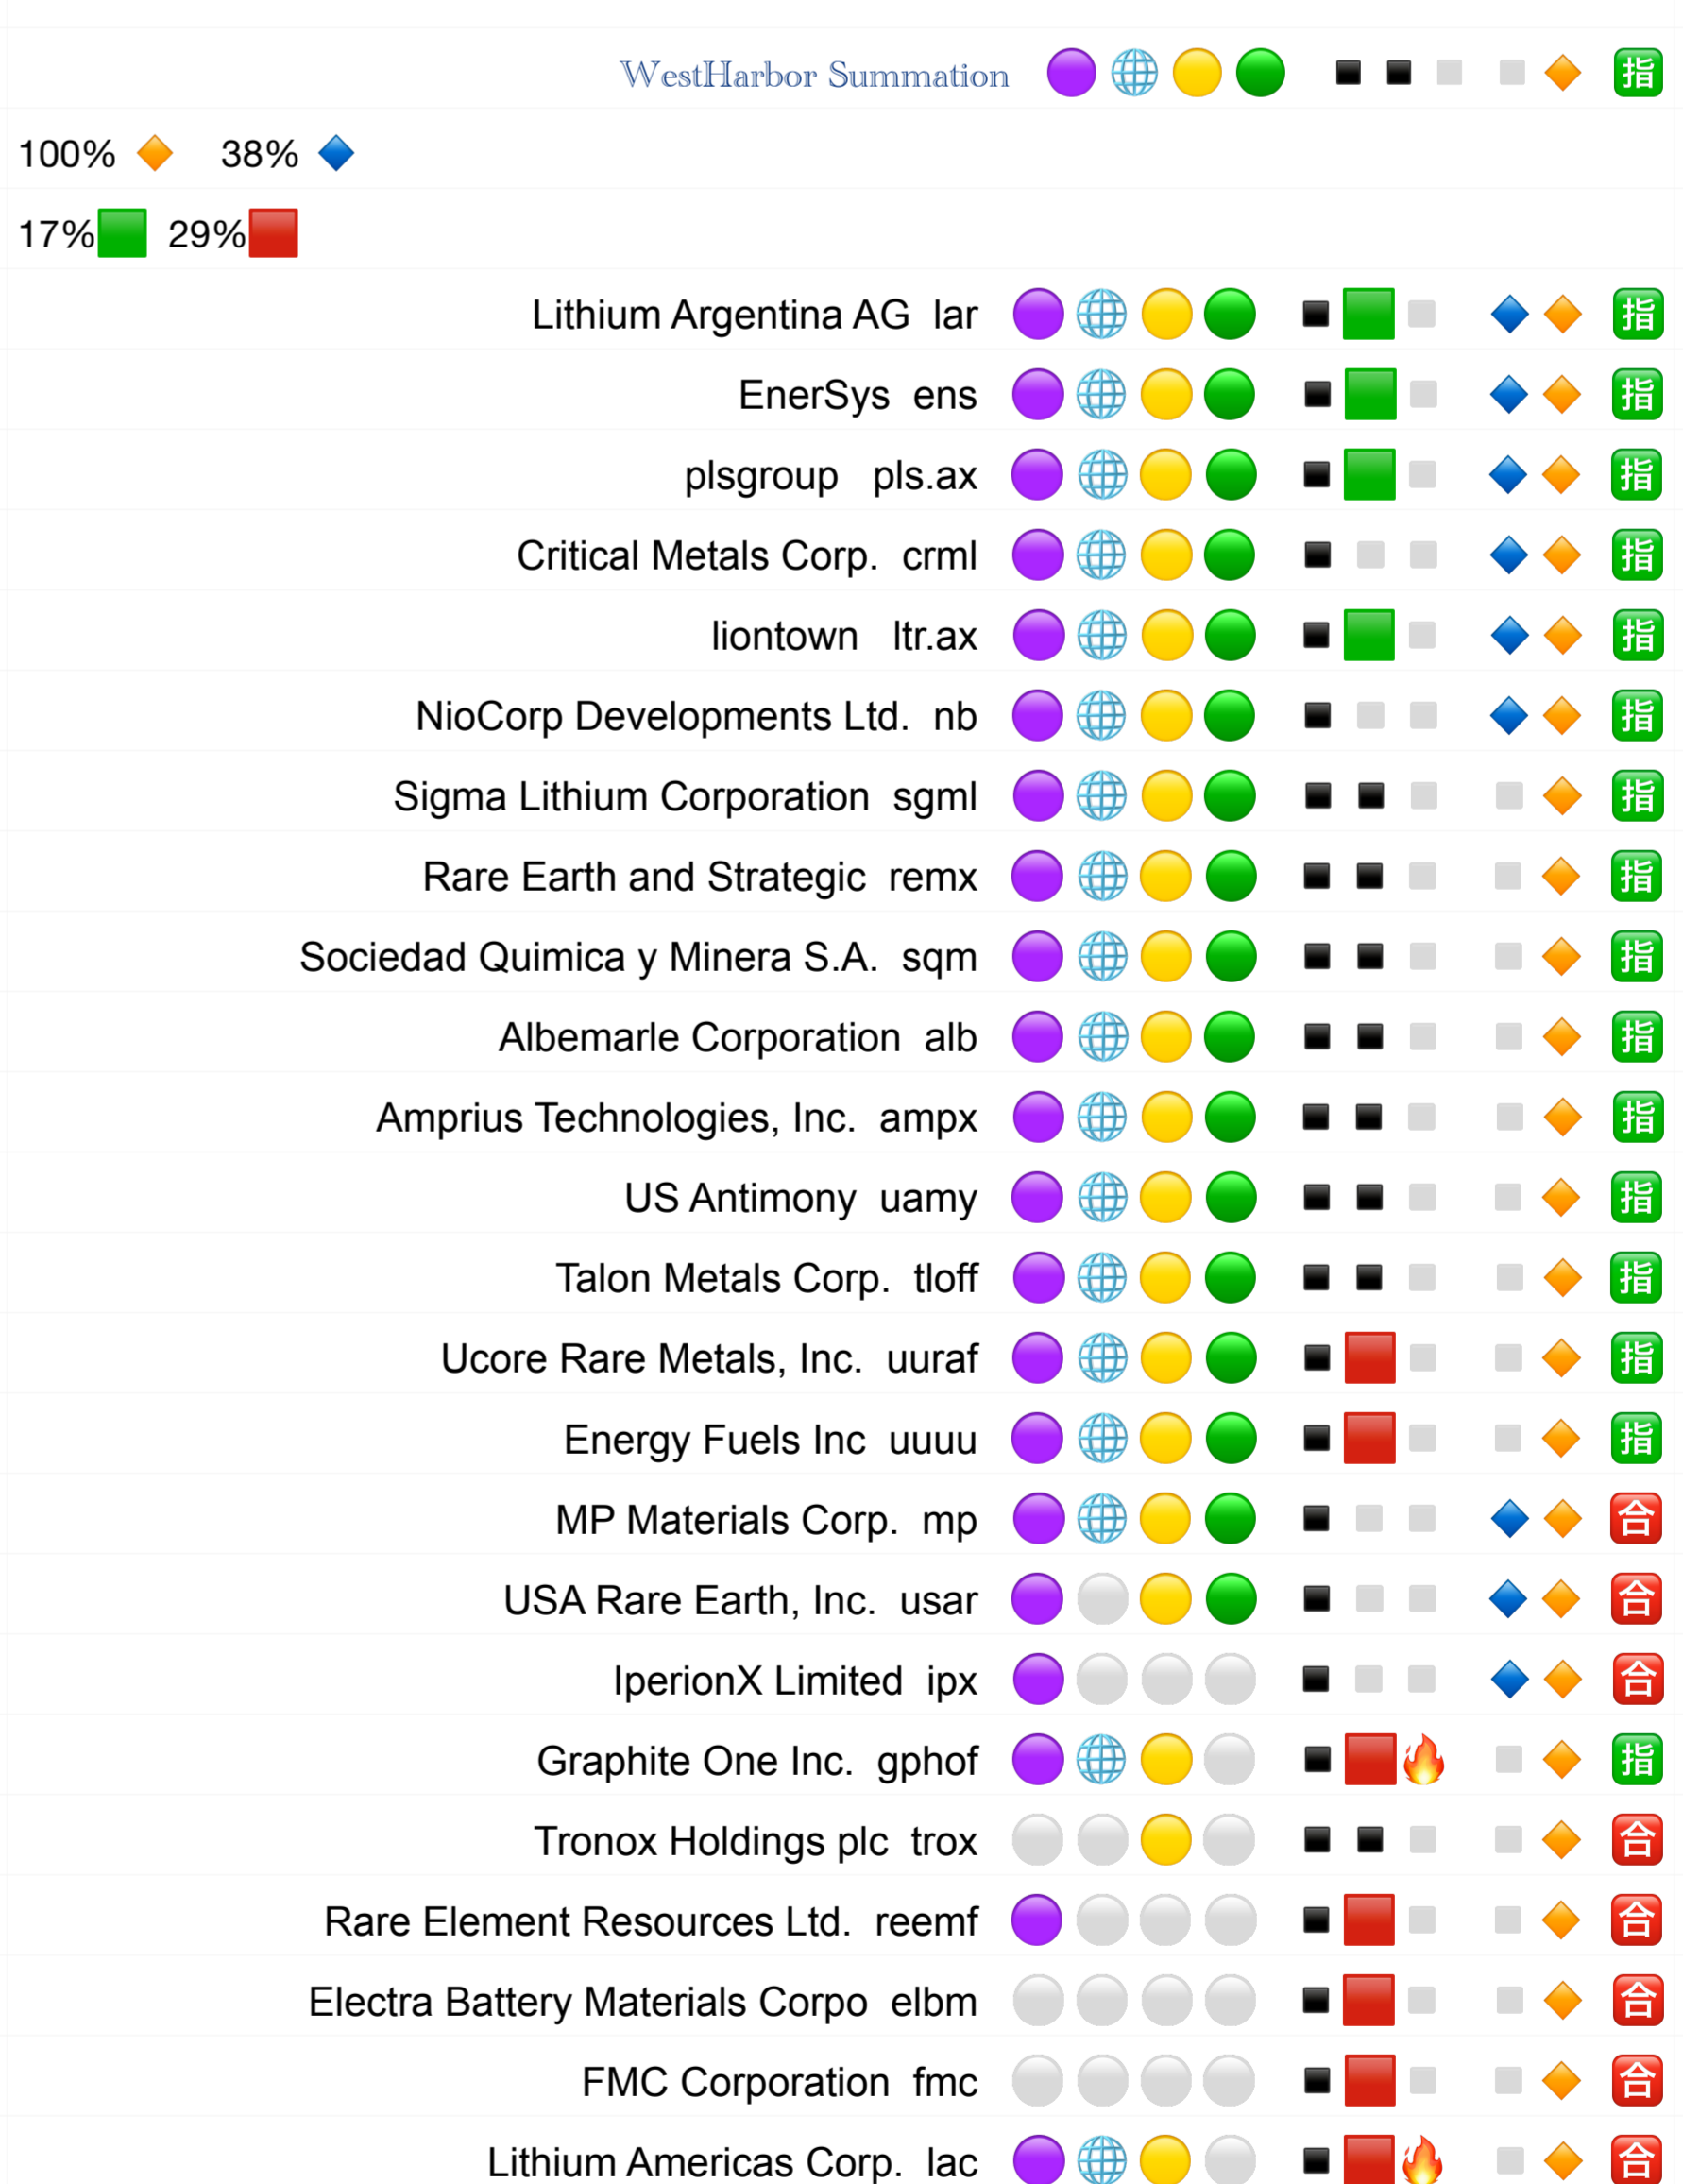 WestHarbor Summation 指
100% 38%
17% 29%
Lithium Argentina AG lar 指
EnerSys ens 指
plsgroup pls.ax 指
Critical Metals Corp. crml 指
liontown ltr.ax 指
NioCorp Developments Ltd. nb 指
Sigma Lithium Corporation sgml 指
Rare Earth and Strategic remx 指
Sociedad Quimica y Minera S.A. sqm 指
Albemarle Corporation alb 指
Amprius Technologies, Inc. ampx 指
US Antimony uamy 指
Talon Metals Corp. tloff 指
Ucore Rare Metals, Inc. uuraf 指
Energy Fuels Inc uuuu 指
MP Materials Corp. mp 合
USA Rare Earth, Inc. usar 合
IperionX Limited ipx 合
Graphite One Inc. gphof 指
Tronox Holdings plc trox 合
Rare Element Resources Ltd. reemf 合
Electra Battery Materials Corpo elbm 合
FMC Corporation fmc 合
Lithium Americas Corp. lac 合